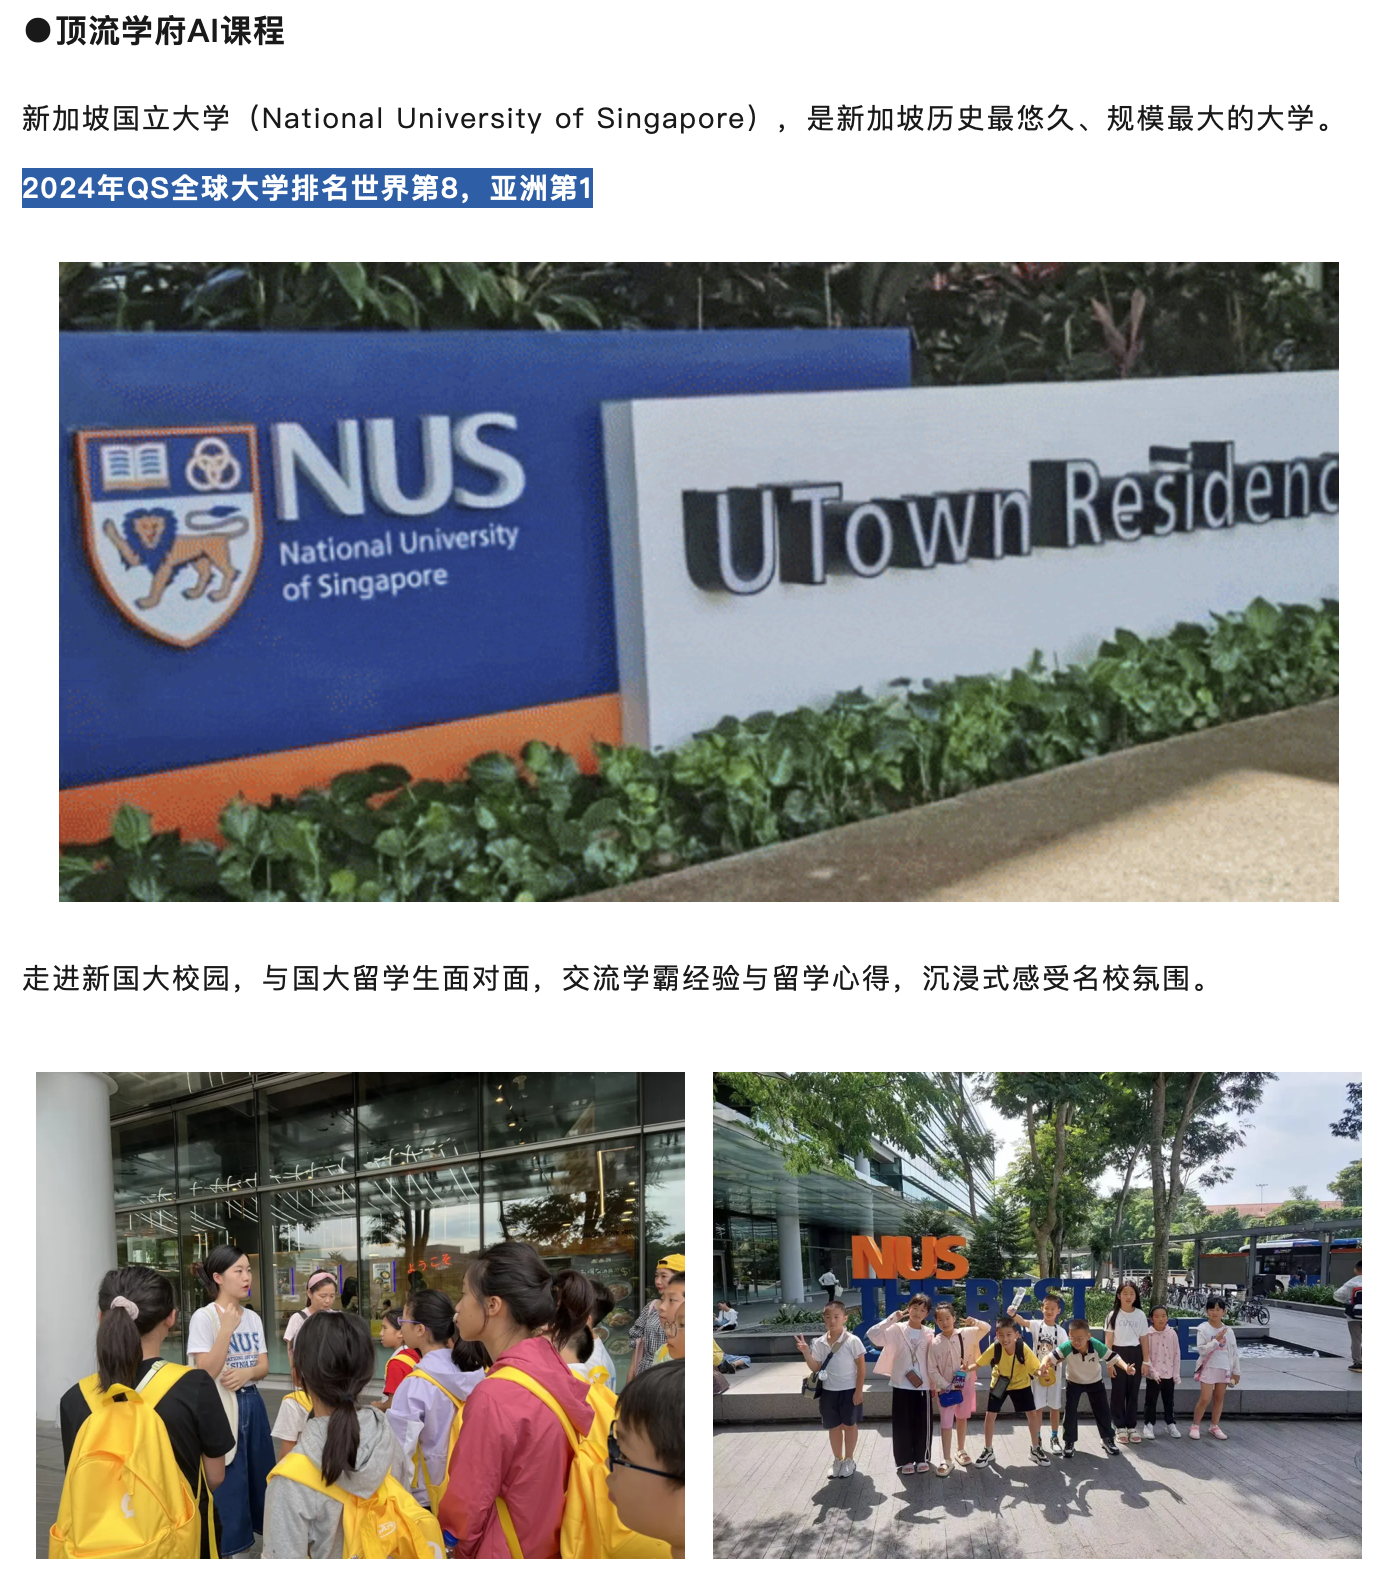 ●顶流学府AI课程
新加坡国立大学（National University of Singapore），是新加坡历史最悠久、规模最大的大学。
2024年QS全球大学排名世界第8，亚洲第1
NUS
National University
of Singapore
UTown Residenc
走进新国大校园，与国大留学生面对面，交流学霸经验与留学心得，沉浸式感受名校氛围。
ようこそ
NUS
NUS
THE BEST